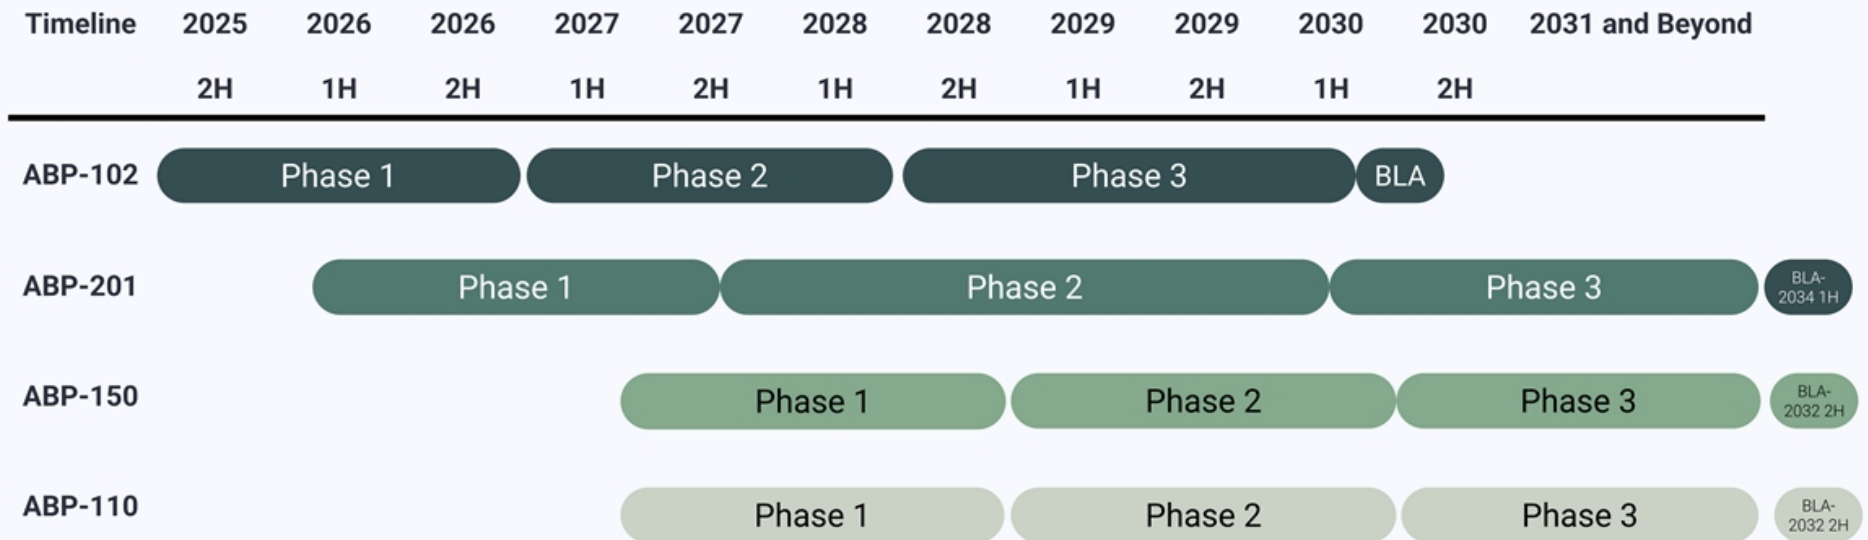 Timeline 2025 2026 2026 2027 2027 2028 2028 2029 2029 2030 2030 2031 and Beyond
2H 1H 2H 1H 2H 1H 2H 1H 2H 1H 2H
ABP-102 Phase 1 Phase 2 Phase 3 BLA
ABP-201 Phase 1 Phase 2 Phase 3 BLA-
2034 1H
ABP-150 Phase 1 Phase 2 Phase 3 BLA-
2032 2H
ABP-110 Phase 1 Phase 2 Phase 3 BLA-
2032 2H